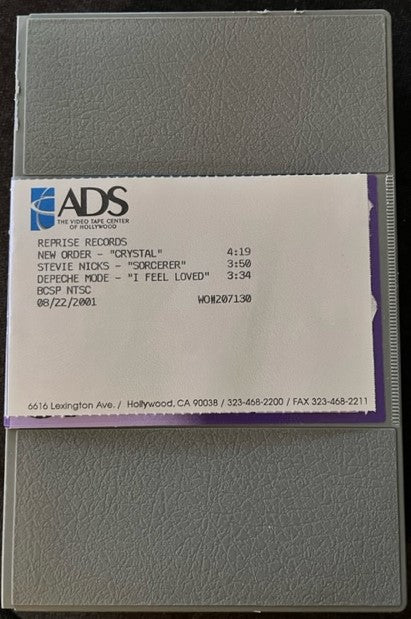 ADS
THE VIDEO TAPE CENTER
OF HOLLYWOOD
REPRISE RECORDS
NEW ORDER - "CRYSTAL" 4:19
STEVIE NICKS - "SORCERER" 3:50
DEPECHE MODE - "I FEEL LOVED" 3:34
BCSP NTSC
08/22/2001 WO#207130
6616 Lexington Ave. / Hollywood, CA 90038 / 323-468-2200 / FAX 323-468-2211